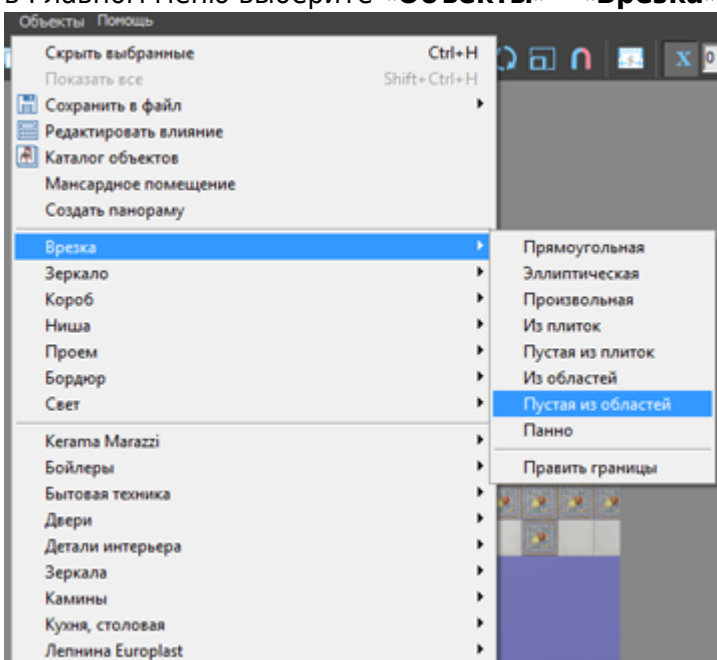 в Главном меню выберите «Объекты» – «Врезка»
Объекты Помощь
Скрыть выбранные Ctrl+H
Показать все Shift+Ctrl+H
Сохранить в файл
Редактировать влияние
Каталог объектов
Мансардное помещение
Создать панораму
Врезка
Зеркало
Короб
Ниша
Проем
Бордюр
Свет
Kerama Marazzi
Бойлеры
Бытовая техника
Двери
Детали интерьера
Зеркала
Камины
Кухня, столовая
Лепнина Europlast
X 0
Прямоугольная
Эллиптическая
Произвольная
Из плиток
Пустая из плиток
Из областей
Пустая из областей
Панно
Править границы